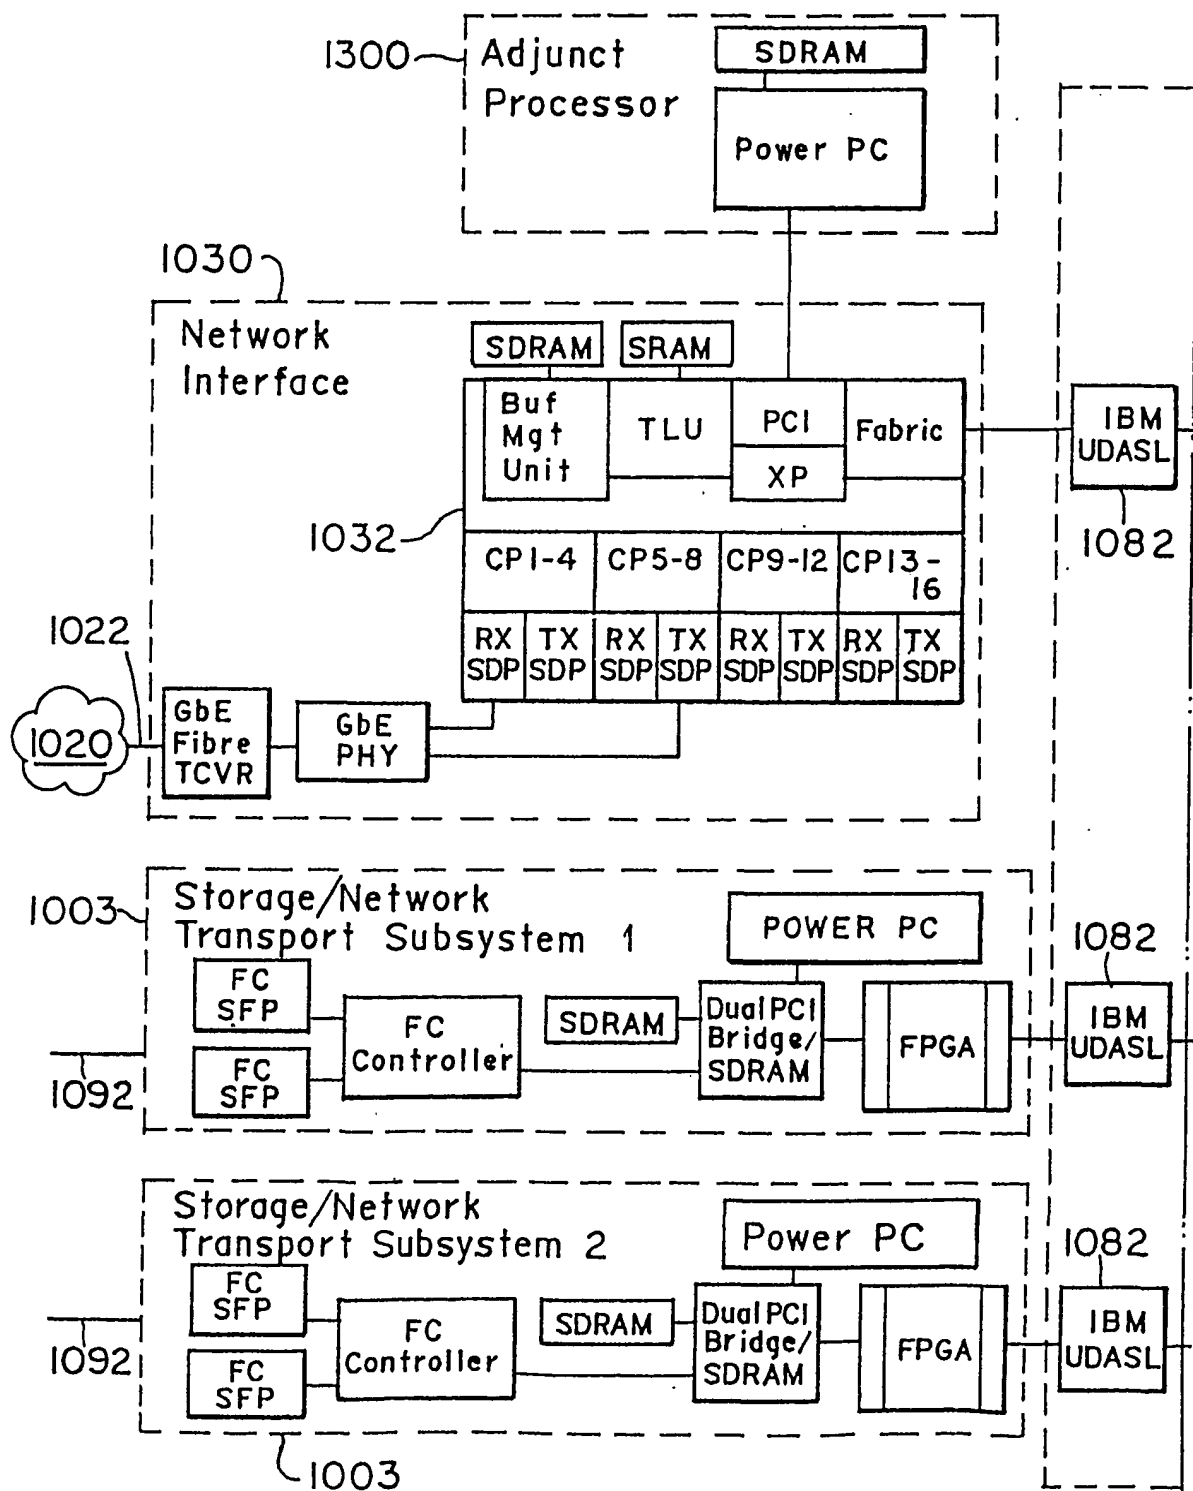 1300
Adjunct
Processor
SDRAM
Power PC
1030
Network
Interface
SDRAM
SRAM
Buf
Mgt
Unit
TLU
PCI
XP
Fabric
IBM
UDASL
1082
1032
CP1-4
CP5-8
CP9-12
CP13-
16
RX
SDP
TX
SDP
RX
SDP
TX
SDP
RX
SDP
TX
SDP
RX
SDP
TX
SDP
1022
1020
GbE
Fibre
TCVR
GbE
PHY
1003
Storage/Network
Transport Subsystem 1
POWER PC
1082
FC
SFP
FC
SFP
FC
Controller
SDRAM
Dual PCI
Bridge/
SDRAM
FPGA
IBM
UDASL
1092
Storage/Network
Transport Subsystem 2
Power PC
1082
FC
SFP
FC
SFP
FC
Controller
SDRAM
Dual PCI
Bridge/
SDRAM
FPGA
IBM
UDASL
1092
1003